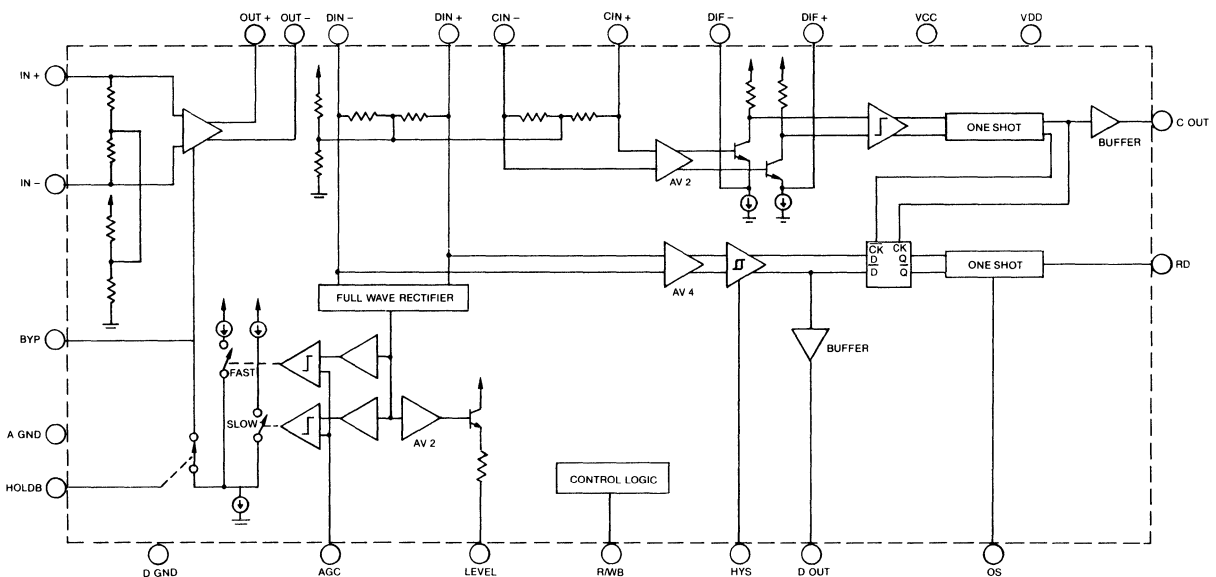 OUT + OUT – DIN – DIN + CIN – CIN + DIF – DIF + VCC VDD
IN +
C OUT
ONE SHOT
BUFFER
IN –
AV 2
CK CK
D Q
D Q
ONE SHOT
RD
AV 4
FULL WAVE RECTIFIER
BYP
BUFFER
FAST
SLOW
A GND
AV 2
CONTROL LOGIC
HOLDB
D GND AGC LEVEL R/WB HYS D OUT OS